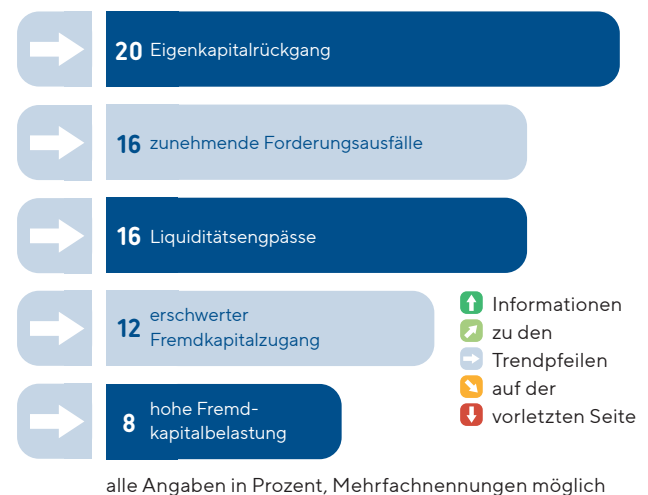 20 Eigenkapitalrückgang
16 zunehmende Forderungsausfälle
16 Liquiditätsengpässe
12 erschwerter
Fremdkapitalzugang
8 hohe Fremd-
kapitalbelastung
Informationen
zu den
Trendpfeilen
auf der
vorletzten Seite
alle Angaben in Prozent, Mehrfachnennungen möglich